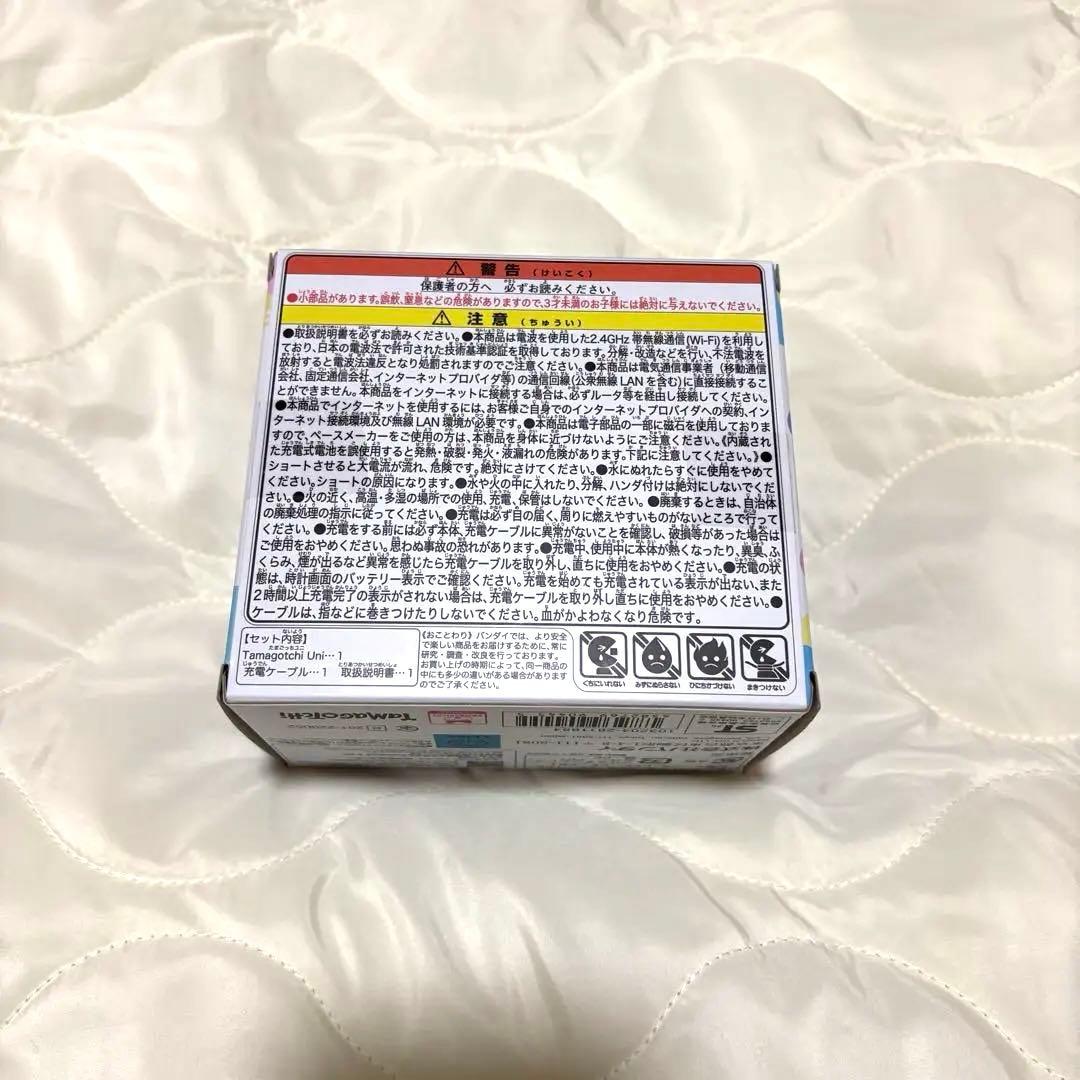 ⚠ 警告 (けいこく)
保護者の方へ 必ずお読みください。
●小部品があります。誤飲、窒息などの危険がありますので、3才未満のお子様には絶対に与えないでください。
⚠ 注意 (ちゅうい)
●取扱説明書を必ずお読みください。●本商品は電波を使用した2.4GHz 帯無線通信(Wi-Fi)を利用し
ており、日本の電波法で許可された技術基準認証を取得しております。分解・改造などを行い、不法電波を
放射すると電波法違反となり処罰されますのでご注意ください。●本商品は電気通信事業者(移動通信
会社、固定通信会社、インターネットプロバイダ等)の通信回線(公衆無線LANを含む)に直接接続するこ
とができません。本商品をインターネットに接続する場合は、必ずルータ等を経由し接続してください。
●本商品でインターネットを使用するには、お客様ご自身でのインターネットプロバイダへの契約、イン
ターネット接続環境及び無線LAN環境が必要です。●本商品は電子部品の一部に磁石を使用しておりま
すので、ペースメーカーをご使用の方は、本商品を身体に近づけないようにご注意ください。《内蔵され
た充電式電池を誤使用すると発熱・破裂・発火・液漏れの危険があります。下記に注意してください。》●
ショートさせると大電流が流れ、危険です。絶対にさけてください。●水にぬれたらすぐに使用をやめて
ください。ショートの原因になります。●水や火の中に入れたり、分解、ハンダ付けは絶対にしないでくだ
さい。●火の近く、高温・多湿の場所での使用、充電、保管はしないでください。●廃棄するときは、自治体
の廃棄処理の指示に従ってください。●充電は必ず目の届く、周りに燃えやすいものがないところで行って
ください。●充電をする前には必ず本体、充電ケーブルに異常がないことを確認し、破損等があった場合は
ご使用をおやめください。思わぬ事故の恐れがあります。●充電中、使用中に本体が熱くなったり、異臭、ふ
くらみ、煙が出るなど異常を感じたら充電ケーブルを取り外し、直ちに使用をおやめください。●充電の状
態は、時計画面のバッテリー表示でご確認ください。充電を始めても充電されている表示が出ない、また
2時間以上充電完了の表示がされない場合は、充電ケーブルを取り外し直ちに使用をおやめください。●
ケーブルは、指などに巻きつけたりしないでください。血がかよわなくなり危険です。
【セット内容】
たまごっちユニ
Tamagotchi Uni…1
充電ケーブル…1 取扱説明書…1
《おことわり》バンダイでは、より安全
で楽しい商品をお届けするために、常に
研究・調査・改良を行っております。
お買い上げの時期によって、同一商品の
中にも多少の違いがある場合があります
のでご了承ください。
くちにいれない みずにぬらさない ひにちかづけない まきつけない
TaMaGoTcHi
ST
株式会社バンダイ